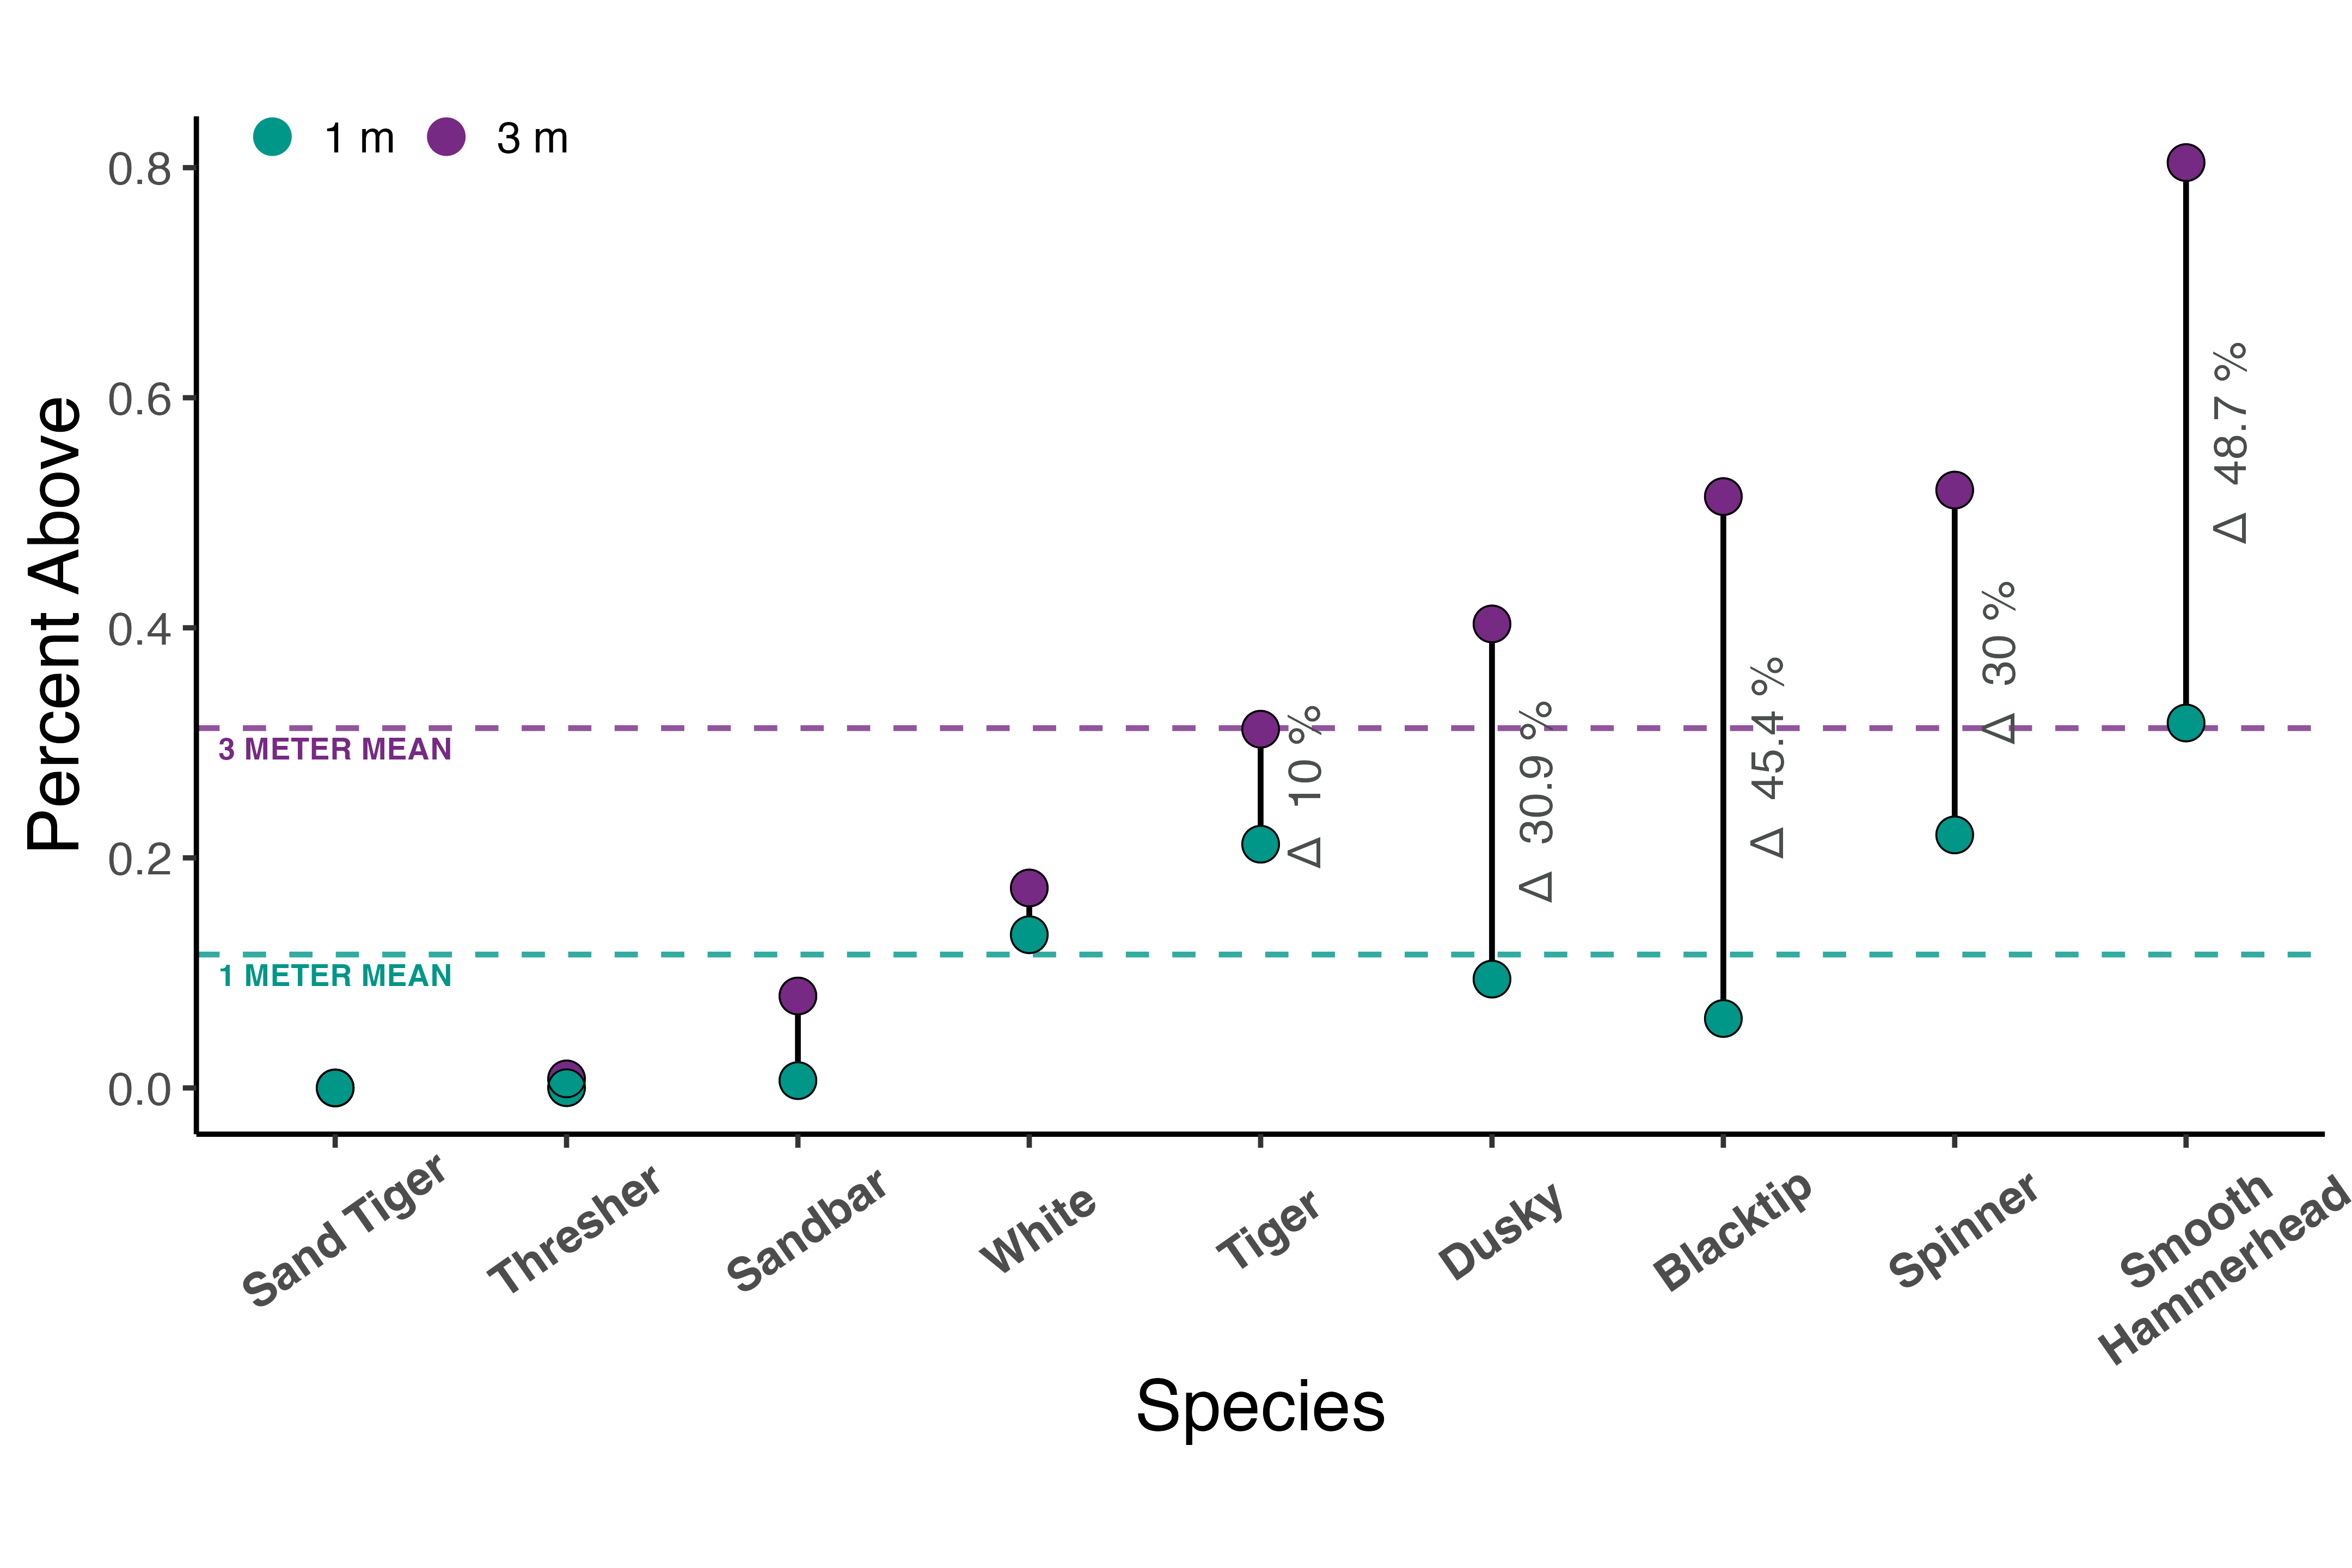 1 m 3 m
Percent Above
0.8
0.6
0.4
0.2
0.0
3 METER MEAN
1 METER MEAN
Δ 10 %
Δ 30.9 %
Δ 45.4 %
Δ 30 %
Δ 48.7 %
Sand Tiger
Thresher
Sandbar
White
Tiger
Dusky
Blacktip
Spinner
Smooth
Hammerhead
Species